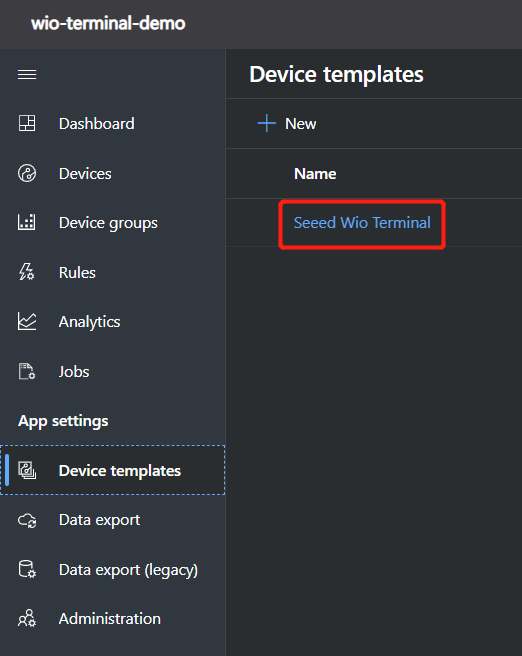 wio-terminal-demo
Dashboard
Devices
Device groups
Rules
Analytics
Jobs
App settings
Device templates
Data export
Data export (legacy)
Administration
Device templates
New
Name
Seeed Wio Terminal